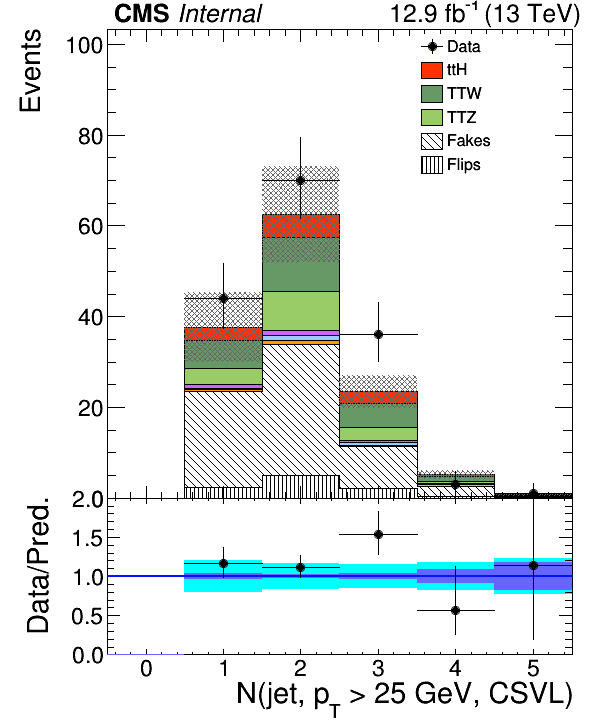 CMS Internal 12.9 fb⁻¹ (13 TeV)
Events
100
80
60
40
20
Data
ttH
TTW
TTZ
Fakes
Flips
Data/Pred.
2.0
1.5
1.0
0.5
0.0
0 1 2 3 4 5
N(jet, p_T > 25 GeV, CSVL)